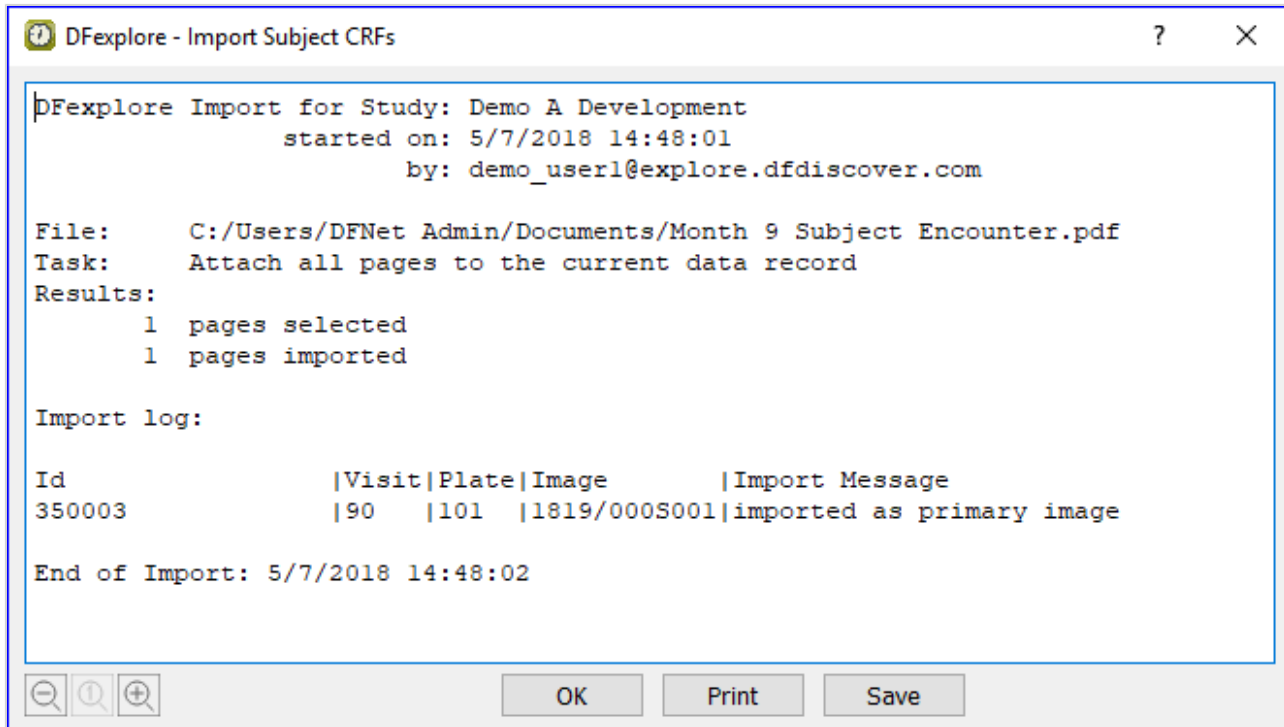 DFexplore - Import Subject CRFs
DFexplore Import for Study: Demo A Development
started on: 5/7/2018 14:48:01
by: demo_user1@explore.dfdiscover.com
File: C:/Users/DFNet Admin/Documents/Month 9 Subject Encounter.pdf
Task: Attach all pages to the current data record
Results:
1 pages selected
1 pages imported
Import log:
Id |Visit|Plate|Image |Import Message
350003 |90 |101 |1819/000S001|imported as primary image
End of Import: 5/7/2018 14:48:02
OK Print Save